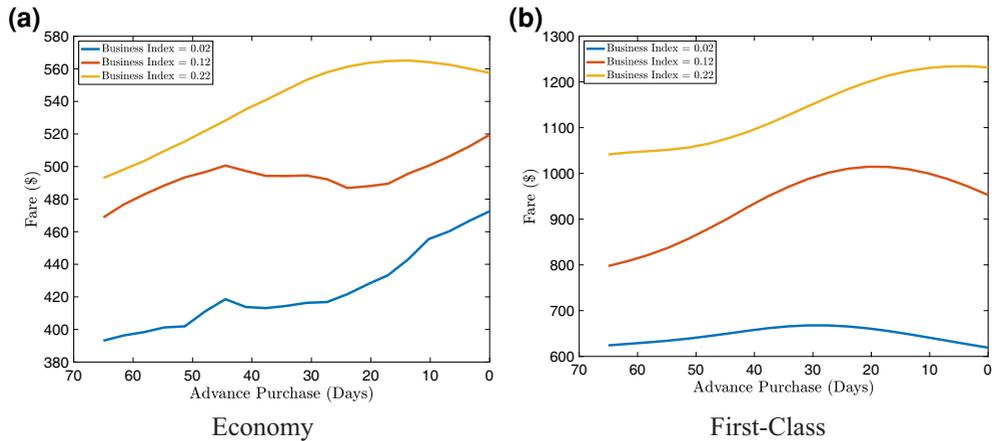 (a)
580
560
540
520
500
480
460
440
420
400
380
Fare ($)
Business Index = 0.02
Business Index = 0.12
Business Index = 0.22
70 60 50 40 30 20 10 0
Advance Purchase (Days)
Economy
(b)
1300
1200
1100
1000
900
800
700
600
Fare ($)
Business Index = 0.02
Business Index = 0.12
Business Index = 0.22
70 60 50 40 30 20 10 0
Advance Purchase (Days)
First-Class